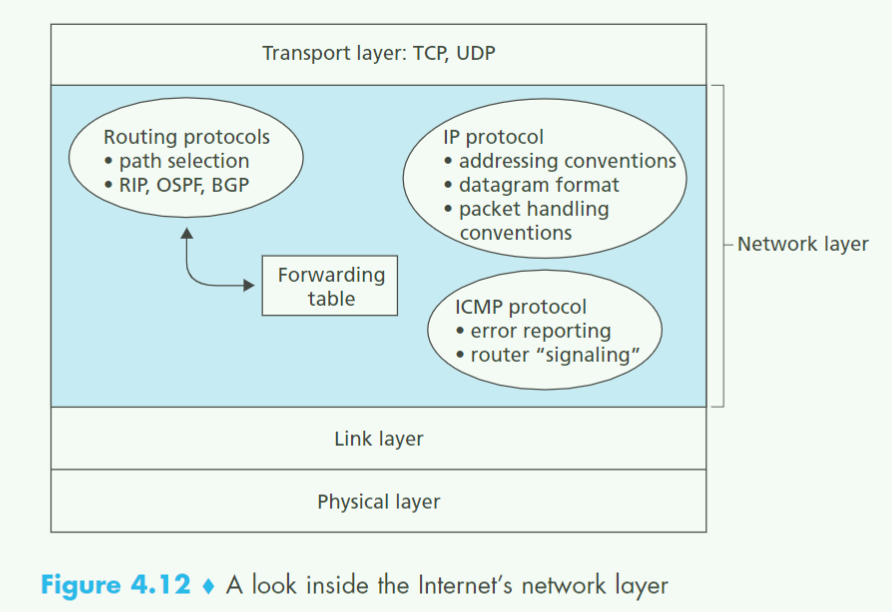 Transport layer: TCP, UDP
Routing protocols
• path selection
• RIP, OSPF, BGP
IP protocol
• addressing conventions
• datagram format
• packet handling
conventions
Network layer
Forwarding
table
ICMP protocol
• error reporting
• router “signaling”
Link layer
Physical layer
Figure 4.12 ♦ A look inside the Internet’s network layer